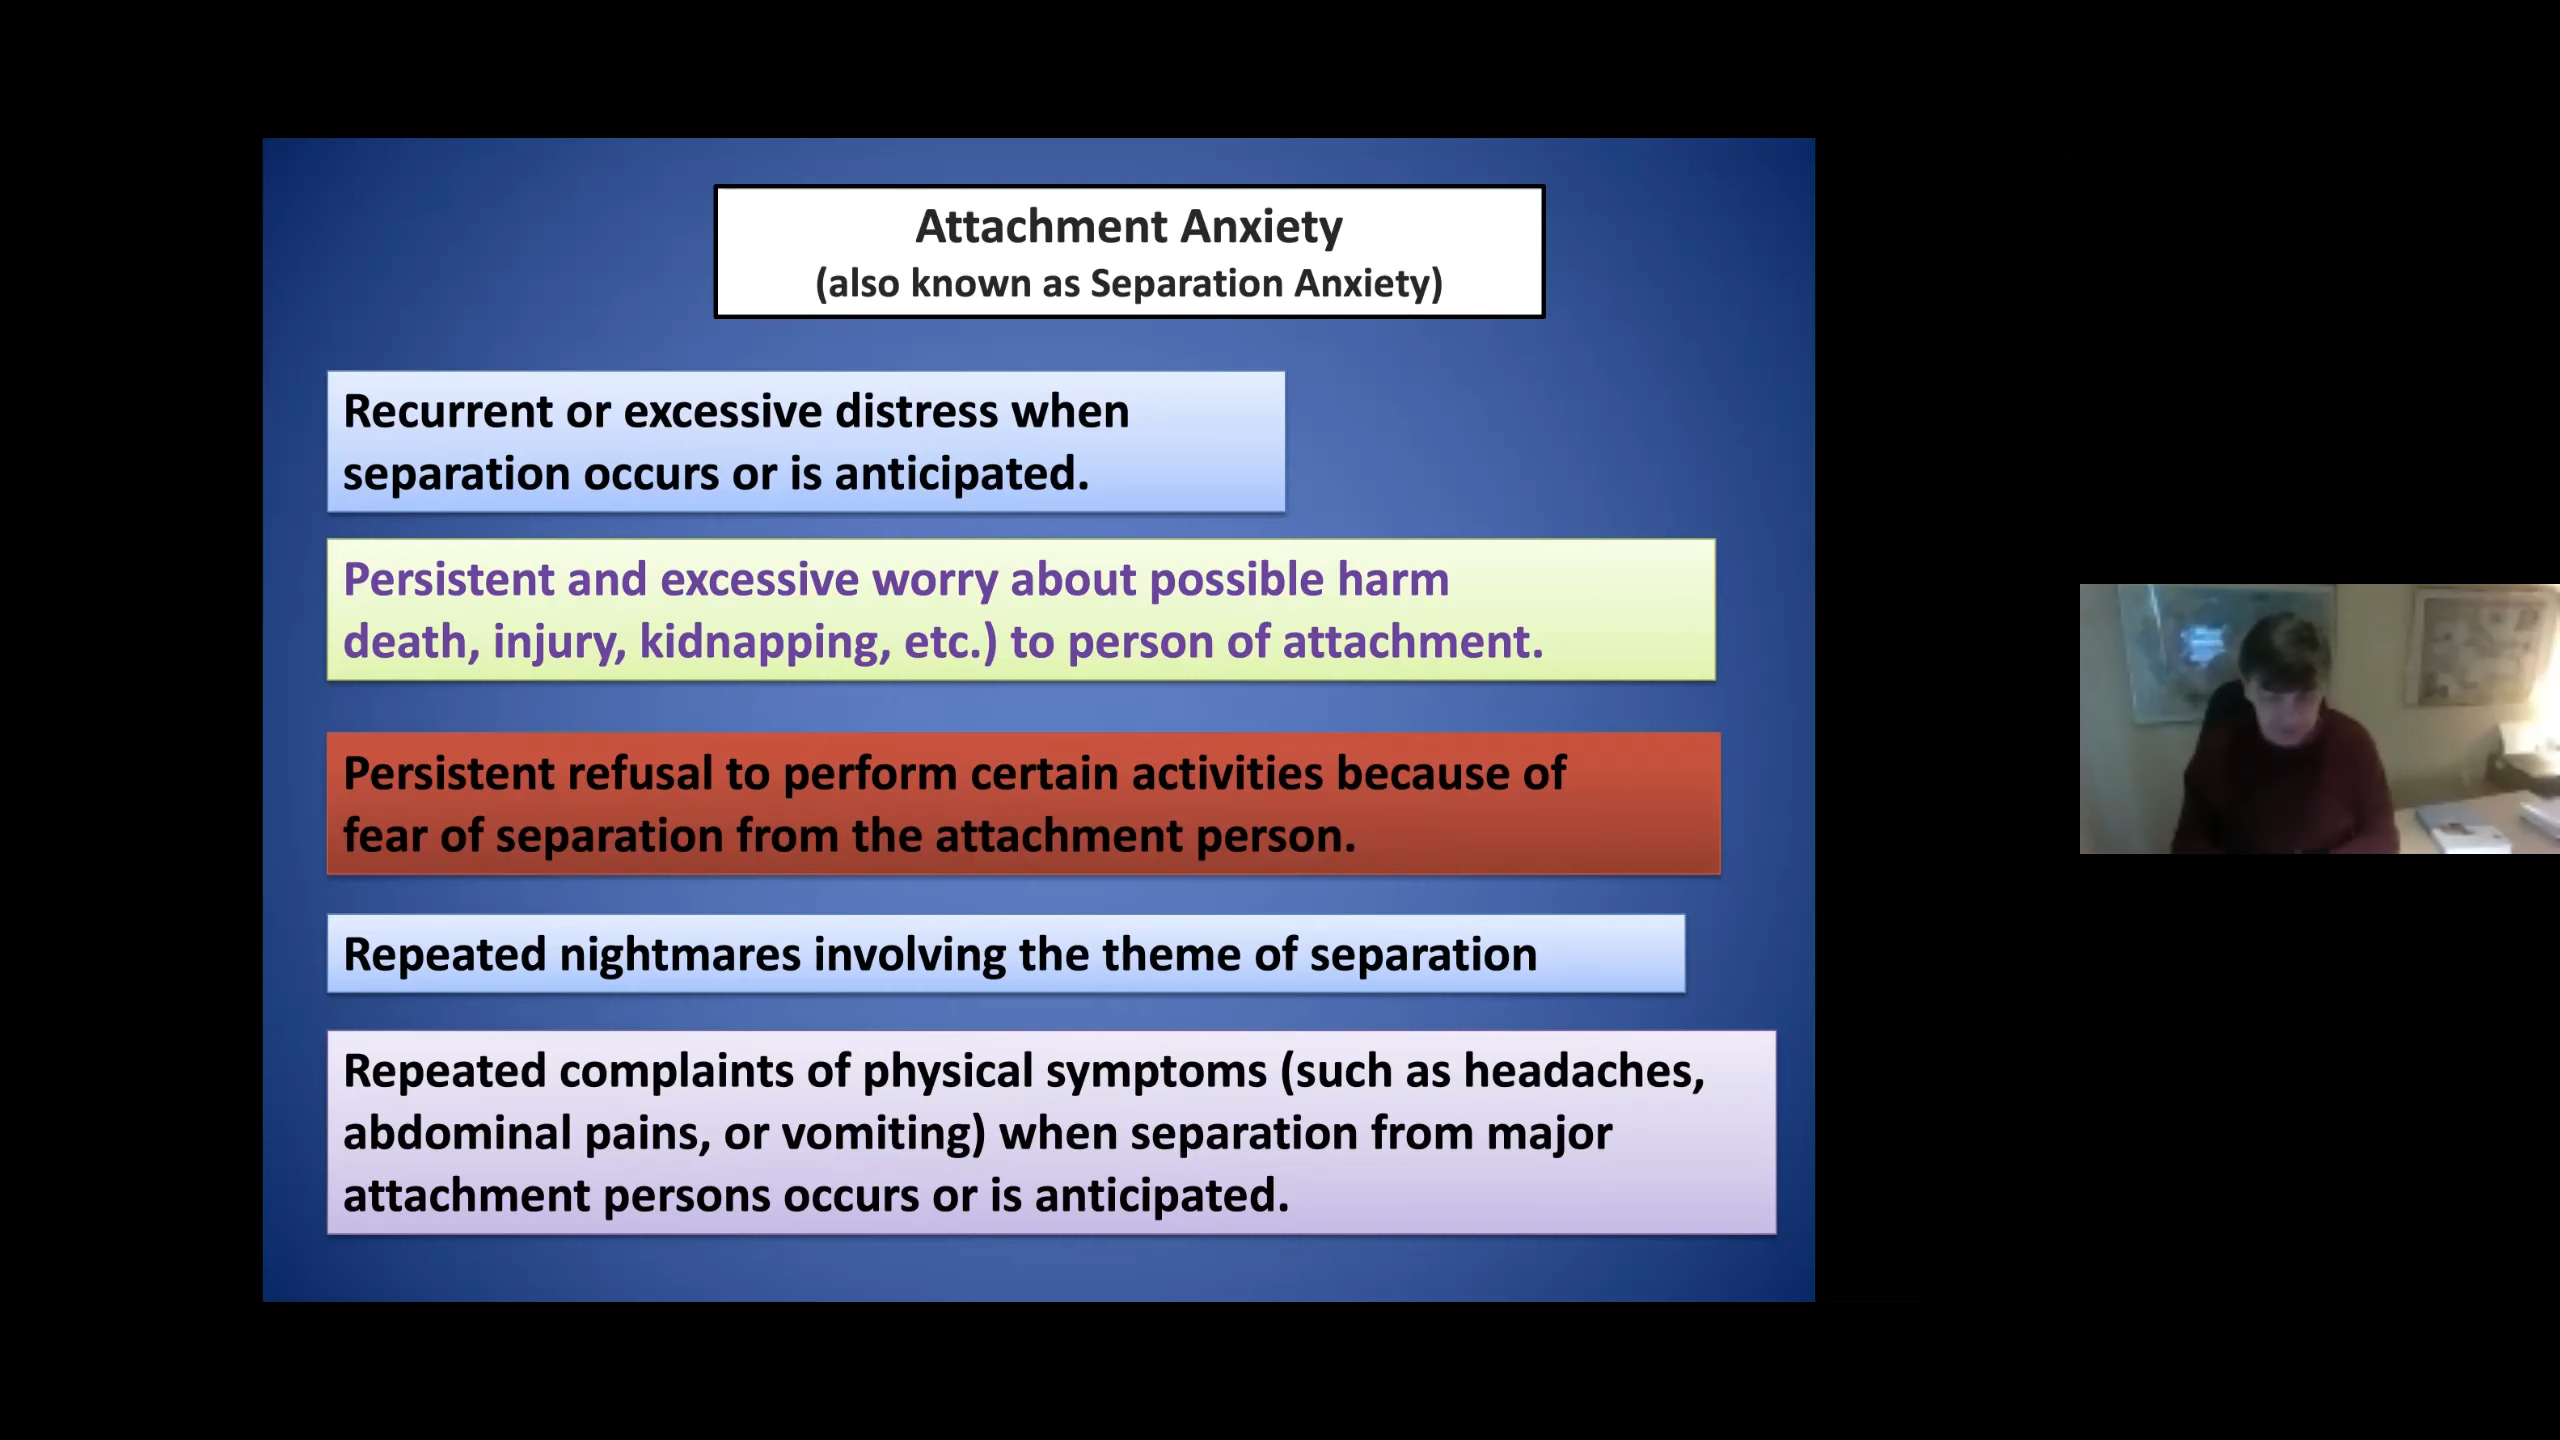 Attachment Anxiety
(also known as Separation Anxiety)
Recurrent or excessive distress when
separation occurs or is anticipated.
Persistent and excessive worry about possible harm
death, injury, kidnapping, etc.) to person of attachment.
Persistent refusal to perform certain activities because of
fear of separation from the attachment person.
Repeated nightmares involving the theme of separation
Repeated complaints of physical symptoms (such as headaches,
abdominal pains, or vomiting) when separation from major
attachment persons occurs or is anticipated.